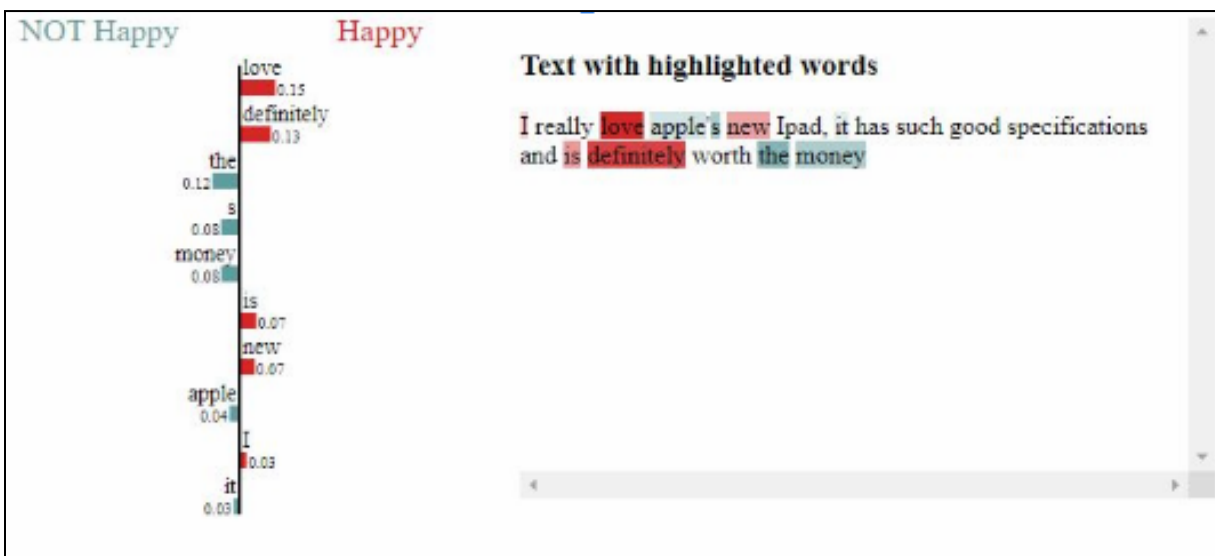 NOT Happy
Happy
love
0.15
definitely
0.13
the
0.12
s
0.08
money
0.08
is
0.07
new
0.07
apple
0.04
I
0.03
it
0.03
Text with highlighted words
I really love apple's new Ipad, it has such good specifications
and is definitely worth the money